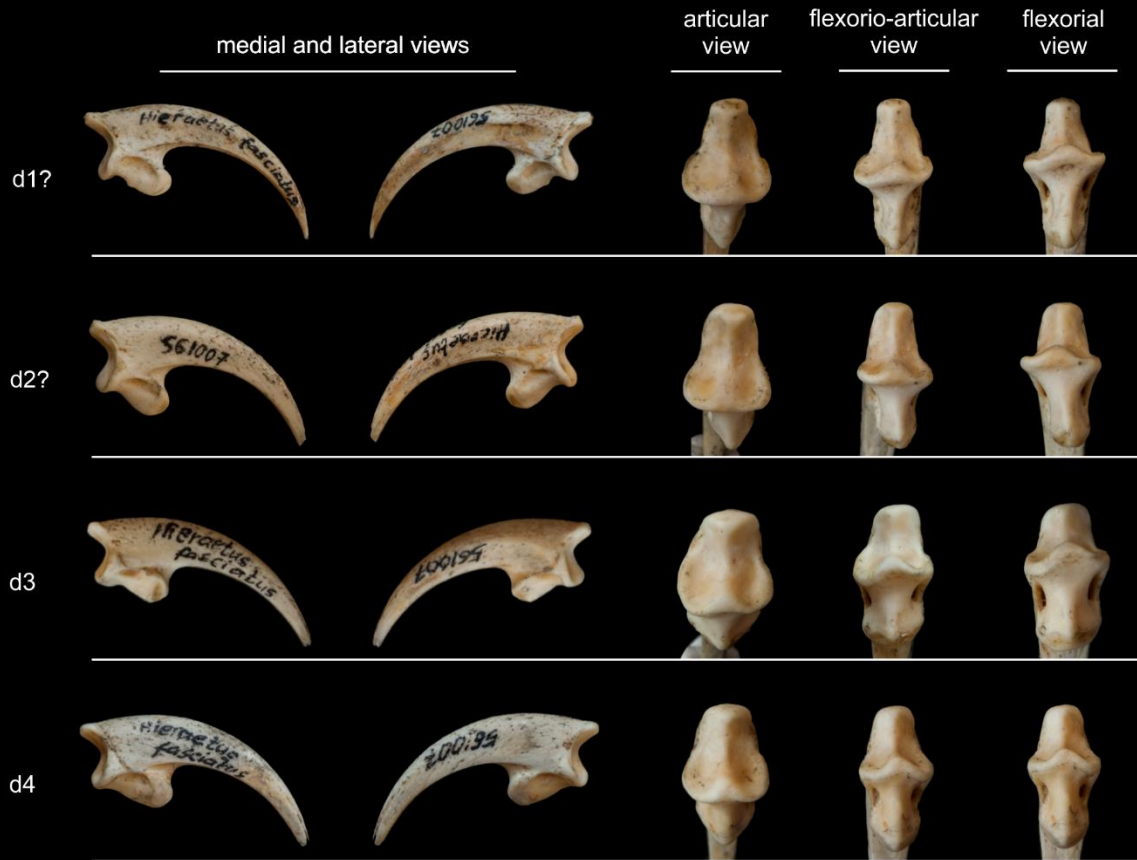 medial and lateral views
articular
view
flexorio-articular
view
flexorial
view
d1?
Hieraetus fasciatus
561007
d2?
561007
Hieraetus
d3
Hieraetus
fasciatus
561007
d4
Hieraetus
fasciatus
561007